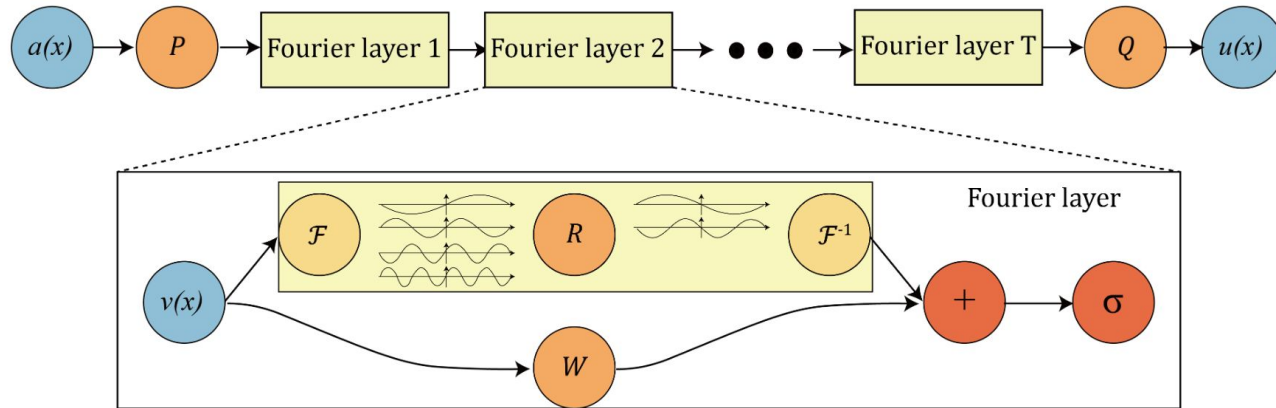 a(x) P Fourier layer 1 Fourier layer 2 ••• Fourier layer T Q u(x)
Fourier layer
ℱ R ℱ⁻¹
v(x) + σ
W